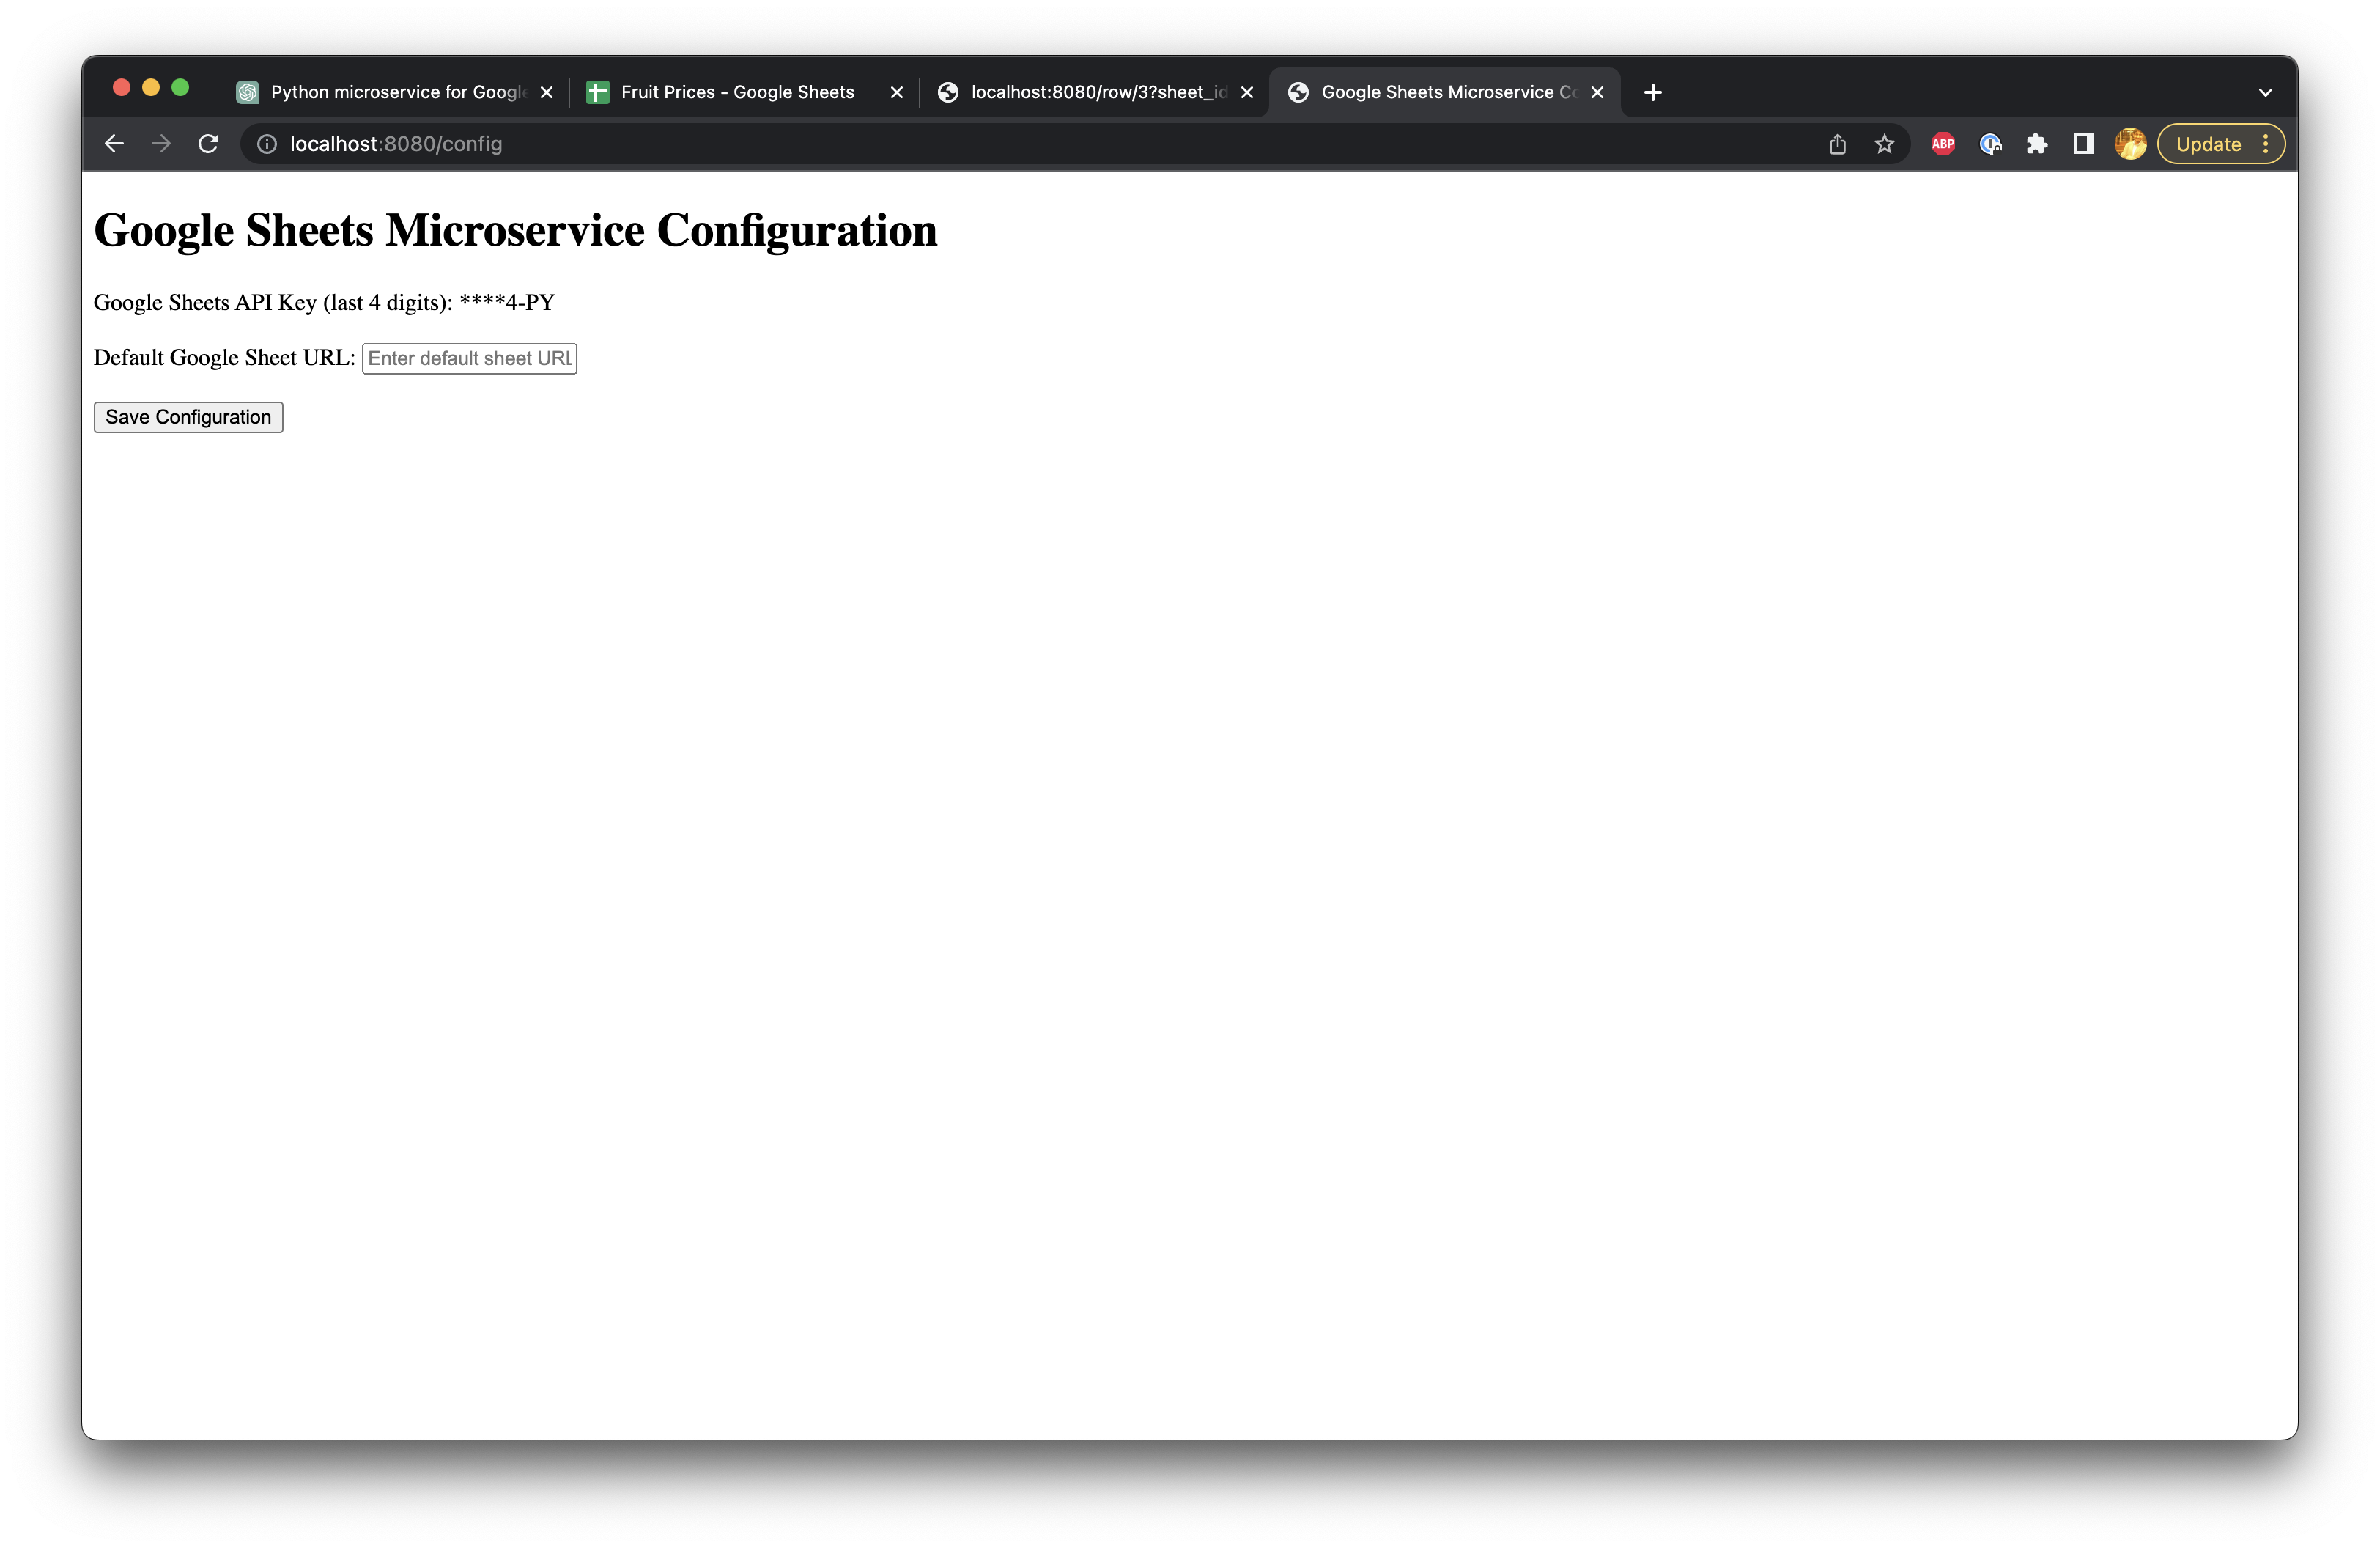 Python microservice for Google
Fruit Prices - Google Sheets
localhost:8080/row/3?sheet_id
Google Sheets Microservice Co
localhost:8080/config
ABP
Update
Google Sheets Microservice Configuration
Google Sheets API Key (last 4 digits): ****4-PY
Default Google Sheet URL: Enter default sheet URL
Save Configuration